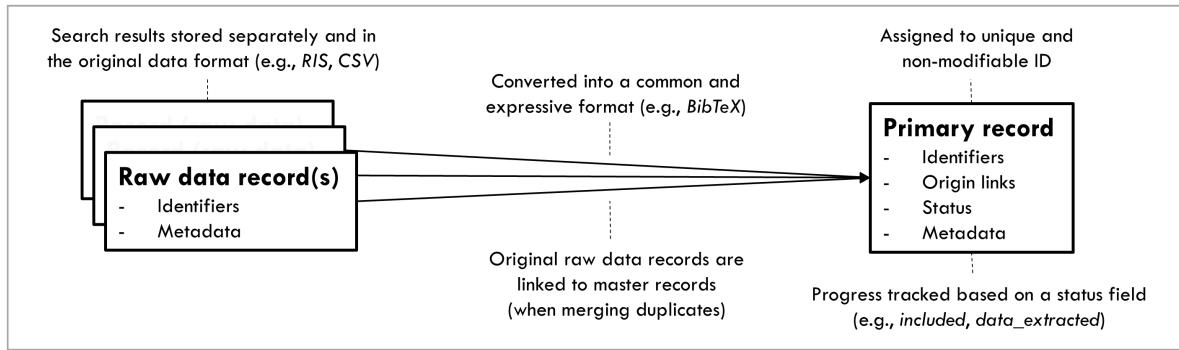 Search results stored separately and in
the original data format (e.g., RIS, CSV)
Converted into a common and
expressive format (e.g., BibTeX)
Assigned to unique and
non-modifiable ID
Raw data record(s)
- Identifiers
- Metadata
Primary record
- Identifiers
- Origin links
- Status
- Metadata
Original raw data records are
linked to master records
(when merging duplicates)
Progress tracked based on a status field
(e.g., included, data_extracted)